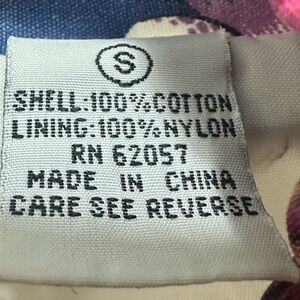 S
SHELL:100%COTTON
LINING:100%NYLON
RN 62057
MADE IN CHINA
CARE SEE REVERSE